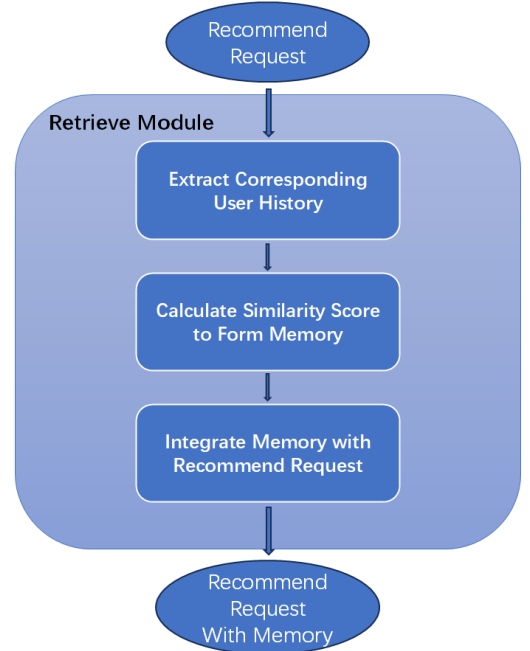 Recommend
Request
Retrieve Module
Extract Corresponding
User History
Calculate Similarity Score
to Form Memory
Integrate Memory with
Recommend Request
Recommend
Request
With Memory